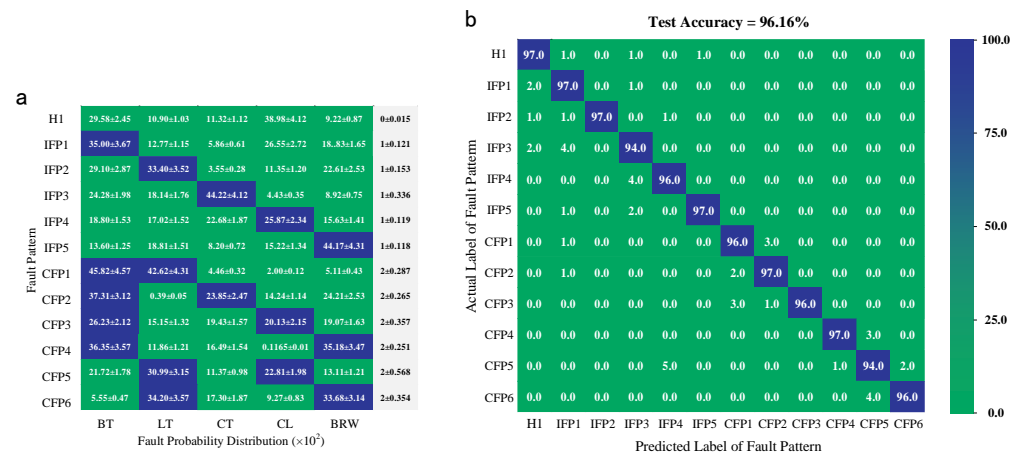 a
Fault Pattern
H1 29.58±2.45 10.90±1.03 11.32±1.12 38.98±4.12 9.22±0.87 0±0.015
IFP1 35.00±3.67 12.77±1.15 5.86±0.61 26.55±2.72 18..83±1.65 1±0.121
IFP2 29.10±2.87 33.40±3.52 3.55±0.28 11.35±1.20 22.61±2.53 1±0.153
IFP3 24.28±1.98 18.14±1.76 44.22±4.12 4.43±0.35 8.92±0.75 1±0.336
IFP4 18.80±1.53 17.02±1.52 22.68±1.87 25.87±2.34 15.63±1.41 1±0.119
IFP5 13.60±1.25 18.81±1.51 8.20±0.72 15.22±1.34 44.17±4.31 1±0.118
CFP1 45.82±4.57 42.62±4.31 4.46±0.32 2.00±0.12 5.11±0.43 2±0.287
CFP2 37.31±3.12 0.39±0.05 23.85±2.47 14.24±1.14 24.21±2.53 2±0.265
CFP3 26.23±2.12 15.15±1.32 19.43±1.57 20.13±2.15 19.07±1.63 2±0.357
CFP4 36.35±3.57 11.86±1.21 16.49±1.54 0.1165±0.01 35.18±3.47 2±0.251
CFP5 21.72±1.78 30.99±3.15 11.37±0.98 22.81±1.98 13.11±1.21 2±0.568
CFP6 5.55±0.47 34.20±3.57 17.30±1.87 9.27±0.83 33.68±3.14 2±0.354
BT LT CT CL BRW
Fault Probability Distribution (×10²)
b
Test Accuracy = 96.16%
Actual Label of Fault Pattern
H1 97.0 1.0 0.0 1.0 0.0 1.0 0.0 0.0 0.0 0.0 0.0 0.0
IFP1 2.0 97.0 0.0 1.0 0.0 0.0 0.0 0.0 0.0 0.0 0.0 0.0
IFP2 1.0 1.0 97.0 0.0 1.0 0.0 0.0 0.0 0.0 0.0 0.0 0.0
IFP3 2.0 4.0 0.0 94.0 0.0 0.0 0.0 0.0 0.0 0.0 0.0 0.0
IFP4 0.0 0.0 0.0 4.0 96.0 0.0 0.0 0.0 0.0 0.0 0.0 0.0
IFP5 0.0 1.0 0.0 2.0 0.0 97.0 0.0 0.0 0.0 0.0 0.0 0.0
CFP1 0.0 1.0 0.0 0.0 0.0 0.0 96.0 3.0 0.0 0.0 0.0 0.0
CFP2 0.0 1.0 0.0 0.0 0.0 0.0 2.0 97.0 0.0 0.0 0.0 0.0
CFP3 0.0 0.0 0.0 0.0 0.0 0.0 3.0 1.0 96.0 0.0 0.0 0.0
CFP4 0.0 0.0 0.0 0.0 0.0 0.0 0.0 0.0 0.0 97.0 3.0 0.0
CFP5 0.0 0.0 0.0 0.0 5.0 0.0 0.0 0.0 0.0 1.0 94.0 2.0
CFP6 0.0 0.0 0.0 0.0 0.0 0.0 0.0 0.0 0.0 0.0 4.0 96.0
H1 IFP1 IFP2 IFP3 IFP4 IFP5 CFP1 CFP2 CFP3 CFP4 CFP5 CFP6
Predicted Label of Fault Pattern
100.0
75.0
50.0
25.0
0.0